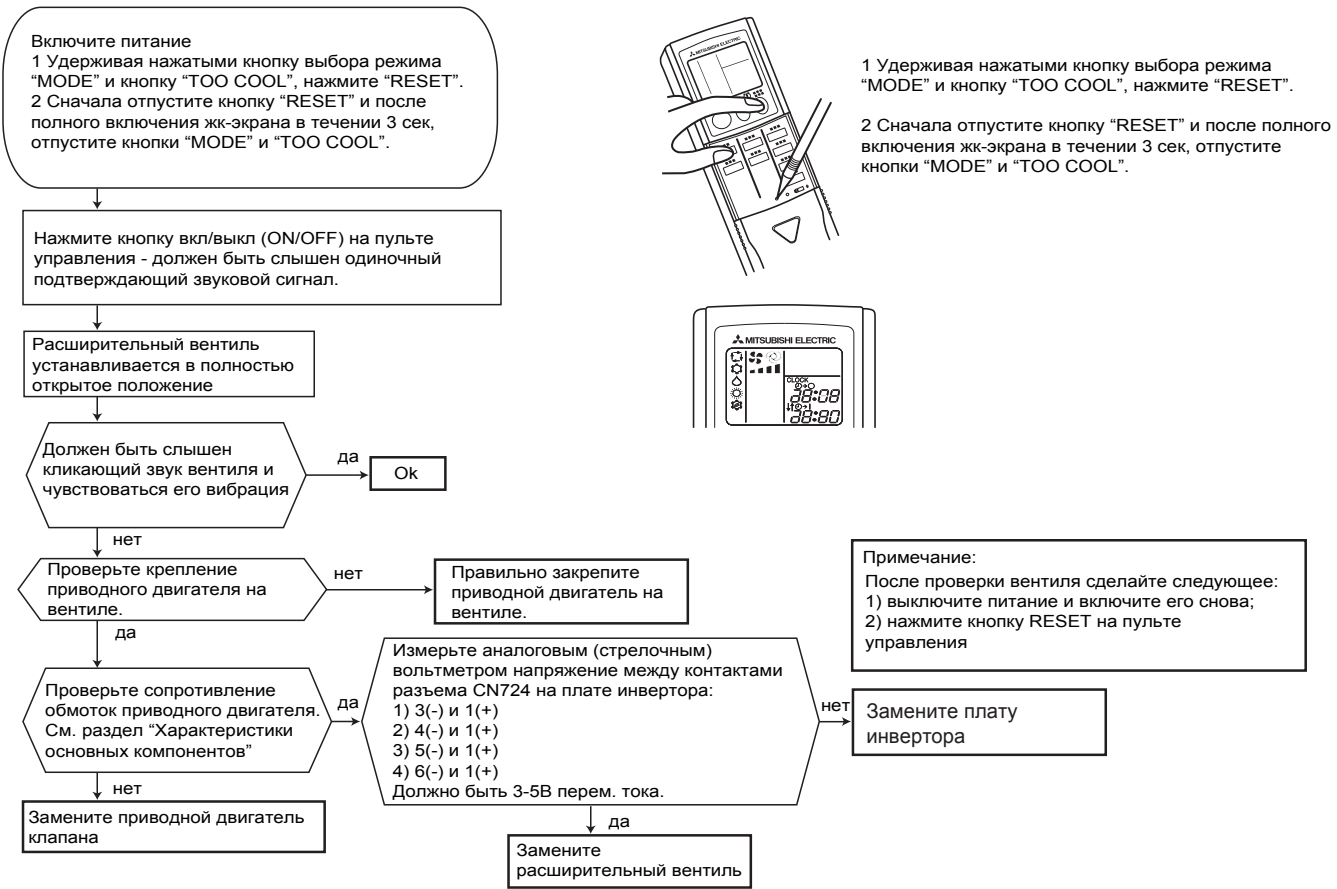 Включите питание
1 Удерживая нажатыми кнопку выбора режима
“MODE” и кнопку “TOO COOL”, нажмите “RESET”.
2 Сначала отпустите кнопку “RESET” и после
полного включения жк-экрана в течении 3 сек,
отпустите кнопки “MODE” и “TOO COOL”.
MITSUBISHI ELECTRIC
1 Удерживая нажатыми кнопку выбора режима
“MODE” и кнопку “TOO COOL”, нажмите “RESET”.
2 Сначала отпустите кнопку “RESET” и после полного
включения жк-экрана в течении 3 сек, отпустите
кнопки “MODE” и “TOO COOL”.
Нажмите кнопку вкл/выкл (ON/OFF) на пульте
управления - должен быть слышен одиночный
подтверждающий звуковой сигнал.
Расширительный вентиль
устанавливается в полностью
открытое положение
MITSUBISHI ELECTRIC
CLOCK
38:08
38:80
Должен быть слышен
кликающий звук вентиля и
чувствоваться его вибрация
да
Ok
нет
Проверьте крепление
приводного двигателя на
вентиле.
нет
Правильно закрепите
приводной двигатель на
вентиле.
Примечание:
После проверки вентиля сделайте следующее:
1) выключите питание и включите его снова;
2) нажмите кнопку RESET на пульте
управления
да
Проверьте сопротивление
обмоток приводного двигателя.
См. раздел “Характеристики
основных компонентов”
да
Измерьте аналоговым (стрелочным)
вольтметром напряжение между контактами
разъема CN724 на плате инвертора:
1) 3(-) и 1(+)
2) 4(-) и 1(+)
3) 5(-) и 1(+)
4) 6(-) и 1(+)
Должно быть 3-5В перем. тока.
нет
Замените плату
инвертора
нет
Замените приводной двигатель
клапана
да
Замените
расширительный вентиль